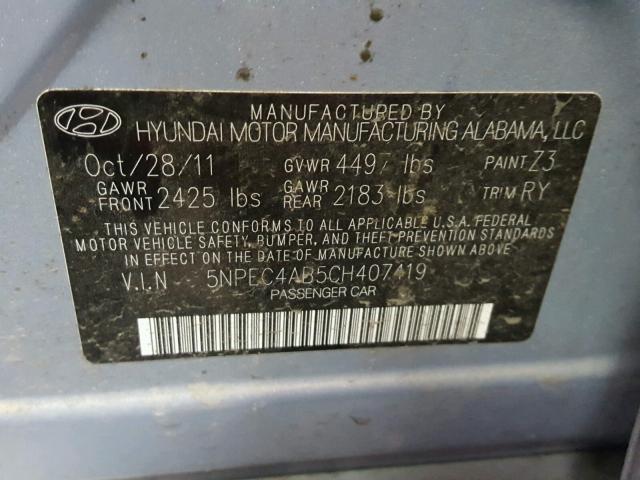 MANUFACTURED BY
HYUNDAI MOTOR MANUFACTURING ALABAMA, LLC
Oct/28/11 GVWR 4497 lbs PAINT Z3
GAWR FRONT 2425 lbs GAWR REAR 2183 lbs TRIM RY
THIS VEHICLE CONFORMS TO ALL APPLICABLE U.S.A. FEDERAL
MOTOR VEHICLE SAFETY, BUMPER, AND THEFT PREVENTION STANDARDS
IN EFFECT ON THE DATE OF MANUFACTURE SHOWN ABOVE.
V.I.N 5NPEC4AB5CH407419
PASSENGER CAR